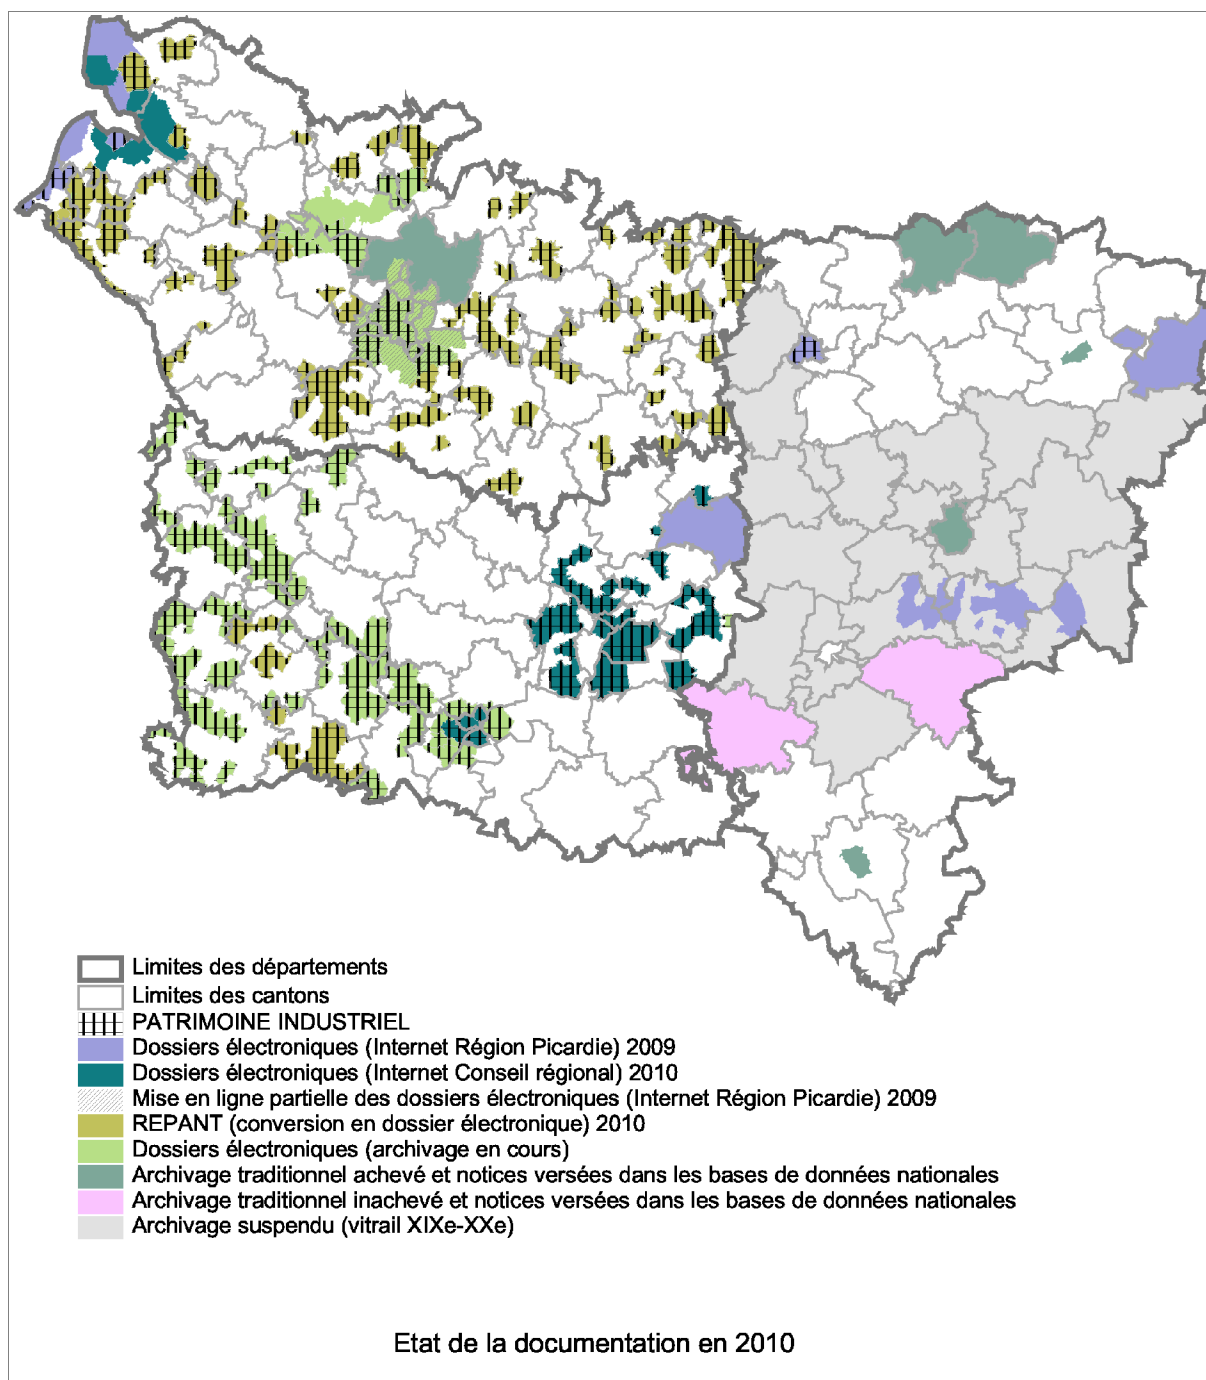 Limites des départements
Limites des cantons
PATRIMOINE INDUSTRIEL
Dossiers électroniques (Internet Région Picardie) 2009
Dossiers électroniques (Internet Conseil régional) 2010
Mise en ligne partielle des dossiers électroniques (Internet Région Picardie) 2009
REPANT (conversion en dossier électronique) 2010
Dossiers électroniques (archivage en cours)
Archivage traditionnel achevé et notices versées dans les bases de données nationales
Archivage traditionnel inachevé et notices versées dans les bases de données nationales
Archivage suspendu (vitrail XIXe-XXe)
Etat de la documentation en 2010